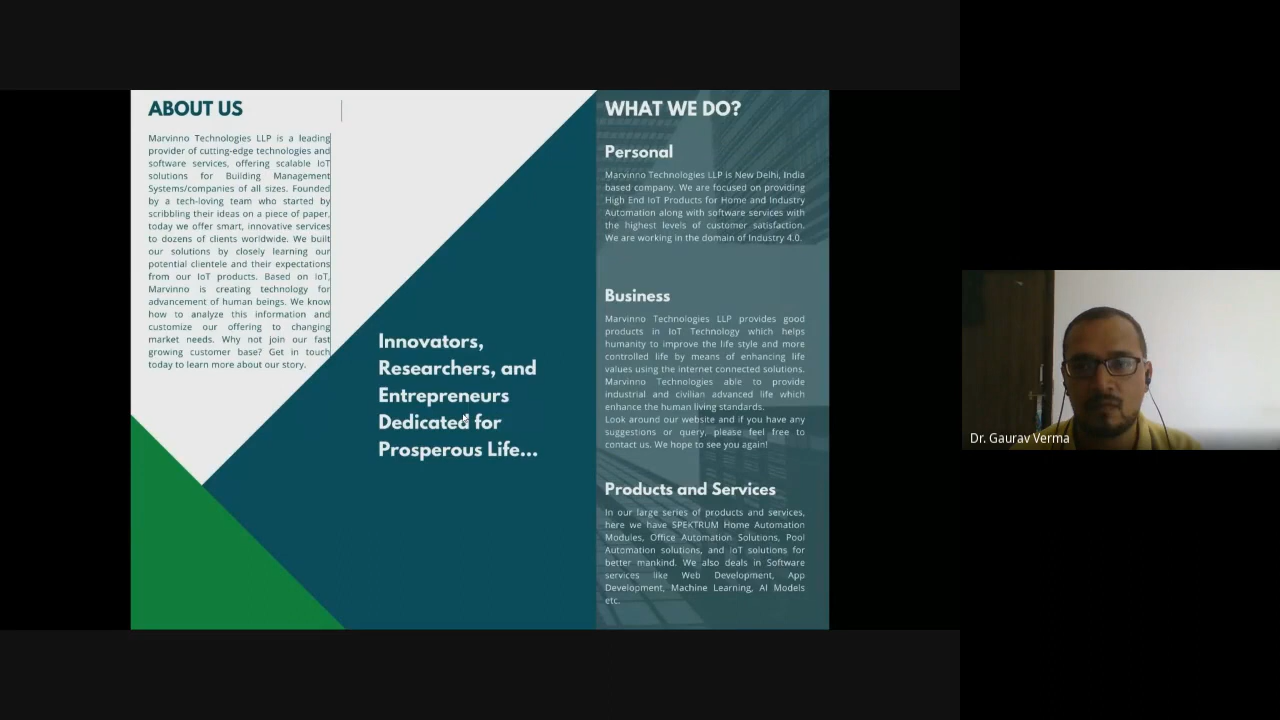 ABOUT US
Marvinno Technologies LLP is a leading
provider of cutting-edge technologies and
software services, offering scalable IoT
solutions for Building Management
Systems/companies of all sizes. Founded
by a tech-loving team who started by
scribbling their ideas on a piece of paper,
today we offer smart, innovative services
to dozens of clients worldwide. We built
our solutions by closely learning our
potential clientele and their expectations
from our IoT products. Based on IoT,
Marvinno is creating technology for
advancement of human beings. We know
how to analyze this information and
customize our offering to changing
market needs. Why not join our fast
growing customer base? Get in touch
today to learn more about our story.
Innovators,
Researchers, and
Entrepreneurs
Dedicated for
Prosperous Life...
WHAT WE DO?
Personal
Marvinno Technologies LLP is New Delhi, India
based company. We are focused on providing
High End IoT Products for Home and Industry
Automation along with software services with
the highest levels of customer satisfaction.
We are working in the domain of Industry 4.0.
Business
Marvinno Technologies LLP provides good
products in IoT Technology which helps
humanity to improve the life style and more
controlled life by means of enhancing life
values using the internet connected solutions.
Marvinno Technologies able to provide
industrial and civilian advanced life which
enhance the human living standards.
Look around our website and if you have any
suggestions or query, please feel free to
contact us. We hope to see you again!
Products and Services
In our large series of products and services,
here we have SPEKTRUM Home Automation
Modules, Office Automation Solutions, Pool
Automation solutions, and IoT solutions for
better mankind. We also deals in Software
services like Web Development, App
Development, Machine Learning, AI Models
etc.
Dr. Gaurav Verma